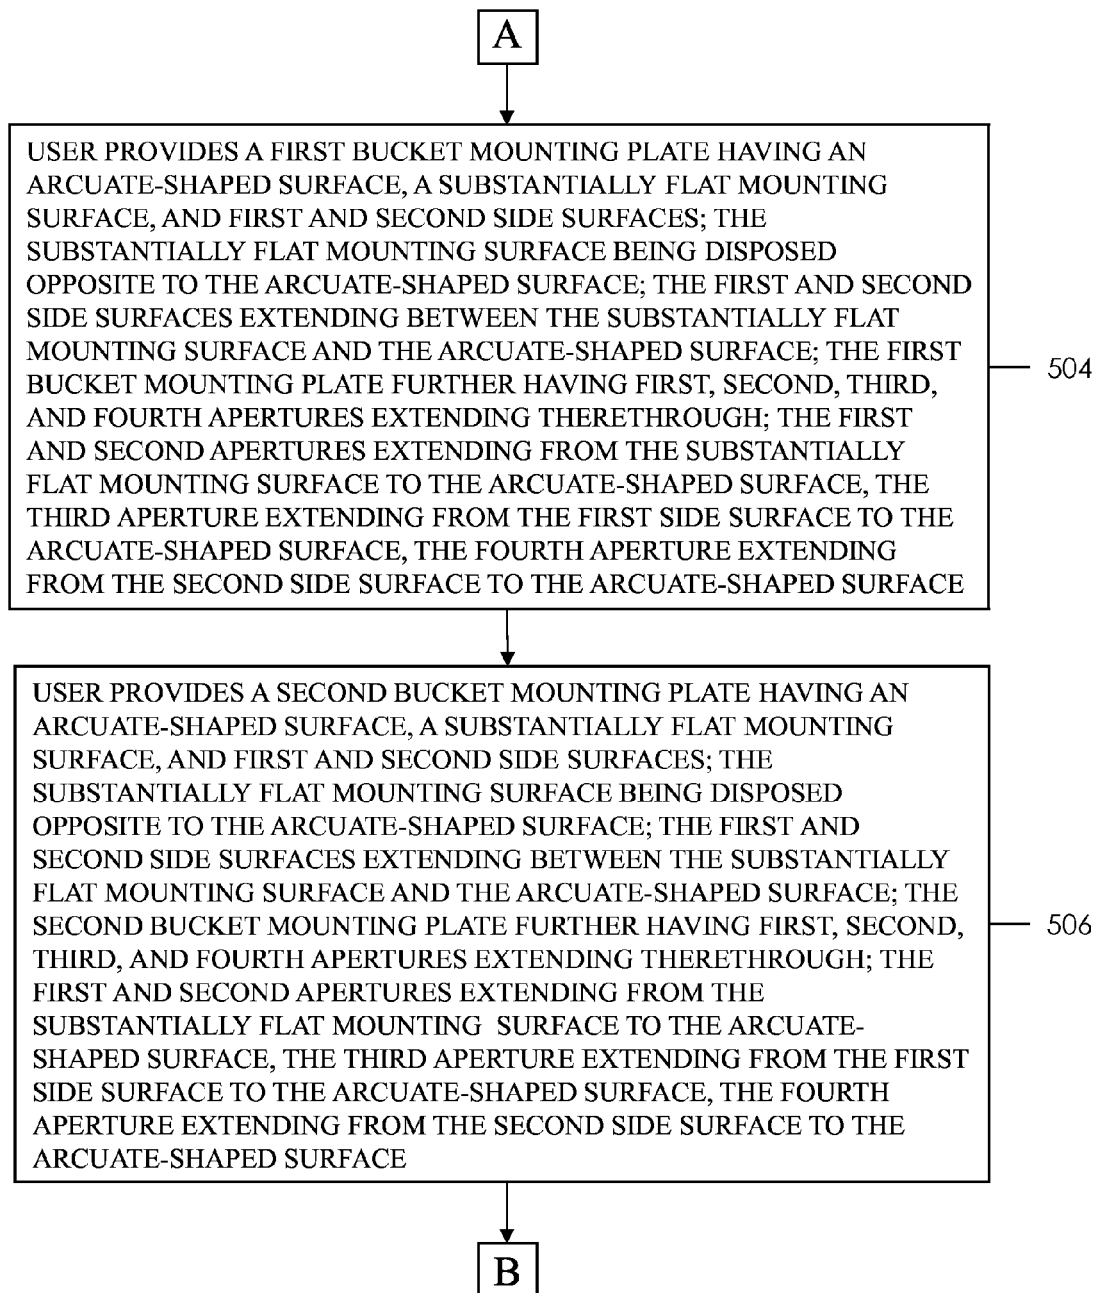 A
USER PROVIDES A FIRST BUCKET MOUNTING PLATE HAVING AN
ARCUATE-SHAPED SURFACE, A SUBSTANTIALLY FLAT MOUNTING
SURFACE, AND FIRST AND SECOND SIDE SURFACES; THE
SUBSTANTIALLY FLAT MOUNTING SURFACE BEING DISPOSED
OPPOSITE TO THE ARCUATE-SHAPED SURFACE; THE FIRST AND SECOND
SIDE SURFACES EXTENDING BETWEEN THE SUBSTANTIALLY FLAT
MOUNTING SURFACE AND THE ARCUATE-SHAPED SURFACE; THE FIRST
BUCKET MOUNTING PLATE FURTHER HAVING FIRST, SECOND, THIRD,
AND FOURTH APERTURES EXTENDING THERETHROUGH; THE FIRST
AND SECOND APERTURES EXTENDING FROM THE SUBSTANTIALLY
FLAT MOUNTING SURFACE TO THE ARCUATE-SHAPED SURFACE, THE
THIRD APERTURE EXTENDING FROM THE FIRST SIDE SURFACE TO THE
ARCUATE-SHAPED SURFACE, THE FOURTH APERTURE EXTENDING
FROM THE SECOND SIDE SURFACE TO THE ARCUATE-SHAPED SURFACE
504
USER PROVIDES A SECOND BUCKET MOUNTING PLATE HAVING AN
ARCUATE-SHAPED SURFACE, A SUBSTANTIALLY FLAT MOUNTING
SURFACE, AND FIRST AND SECOND SIDE SURFACES; THE
SUBSTANTIALLY FLAT MOUNTING SURFACE BEING DISPOSED
OPPOSITE TO THE ARCUATE-SHAPED SURFACE; THE FIRST AND
SECOND SIDE SURFACES EXTENDING BETWEEN THE SUBSTANTIALLY
FLAT MOUNTING SURFACE AND THE ARCUATE-SHAPED SURFACE; THE
SECOND BUCKET MOUNTING PLATE FURTHER HAVING FIRST, SECOND,
THIRD, AND FOURTH APERTURES EXTENDING THERETHROUGH; THE
FIRST AND SECOND APERTURES EXTENDING FROM THE
SUBSTANTIALLY FLAT MOUNTING SURFACE TO THE ARCUATE-
SHAPED SURFACE, THE THIRD APERTURE EXTENDING FROM THE FIRST
SIDE SURFACE TO THE ARCUATE-SHAPED SURFACE, THE FOURTH
APERTURE EXTENDING FROM THE SECOND SIDE SURFACE TO THE
ARCUATE-SHAPED SURFACE
506
B